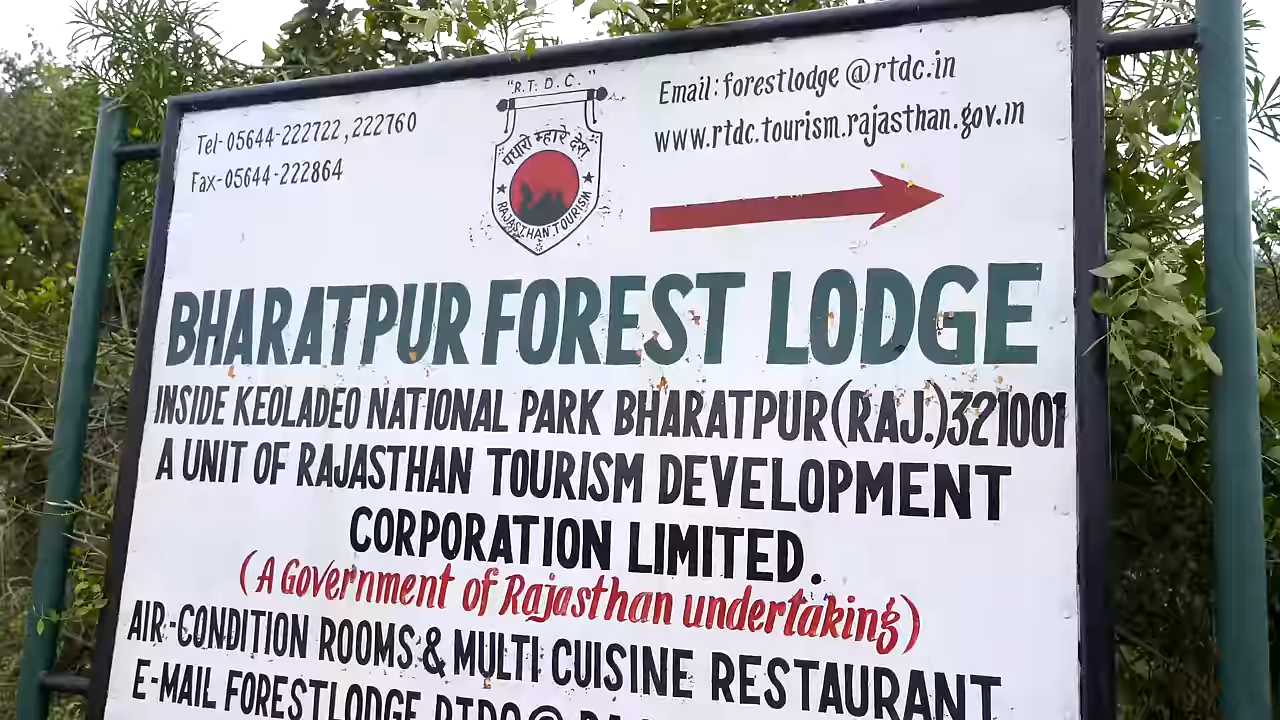 Tel-05644-222722,222760
Fax-05644-222864
"R.T.D.C."
पधारो म्हारे देश
RAJASTHAN TOURISM
Email: forestlodge@rtdc.in
www.rtdc.tourism.rajasthan.gov.in
BHARATPUR FOREST LODGE
INSIDE KEOLADEO NATIONAL PARK BHARATPUR(RAJ.)321001
A UNIT OF RAJASTHAN TOURISM DEVELOPMENT
CORPORATION LIMITED.
(A Government of Rajasthan undertaking)
AIR-CONDITION ROOMS & MULTI CUISINE RESTAURANT
E-MAIL FORESTLODGE.RTDC@